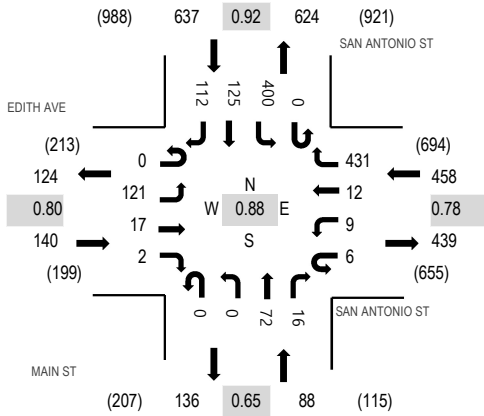 (988) 637 0.92 624 (921)
SAN ANTONIO ST
112 125 400 0
EDITH AVE
(213) 0 431 (694)
124 121 N 12 458
0.80 W 0.88 E 0.78
140 17 S 9 439
(199) 2 6 (655)
0 0 72 16
SAN ANTONIO ST
MAIN ST
(207) 136 0.65 88 (115)